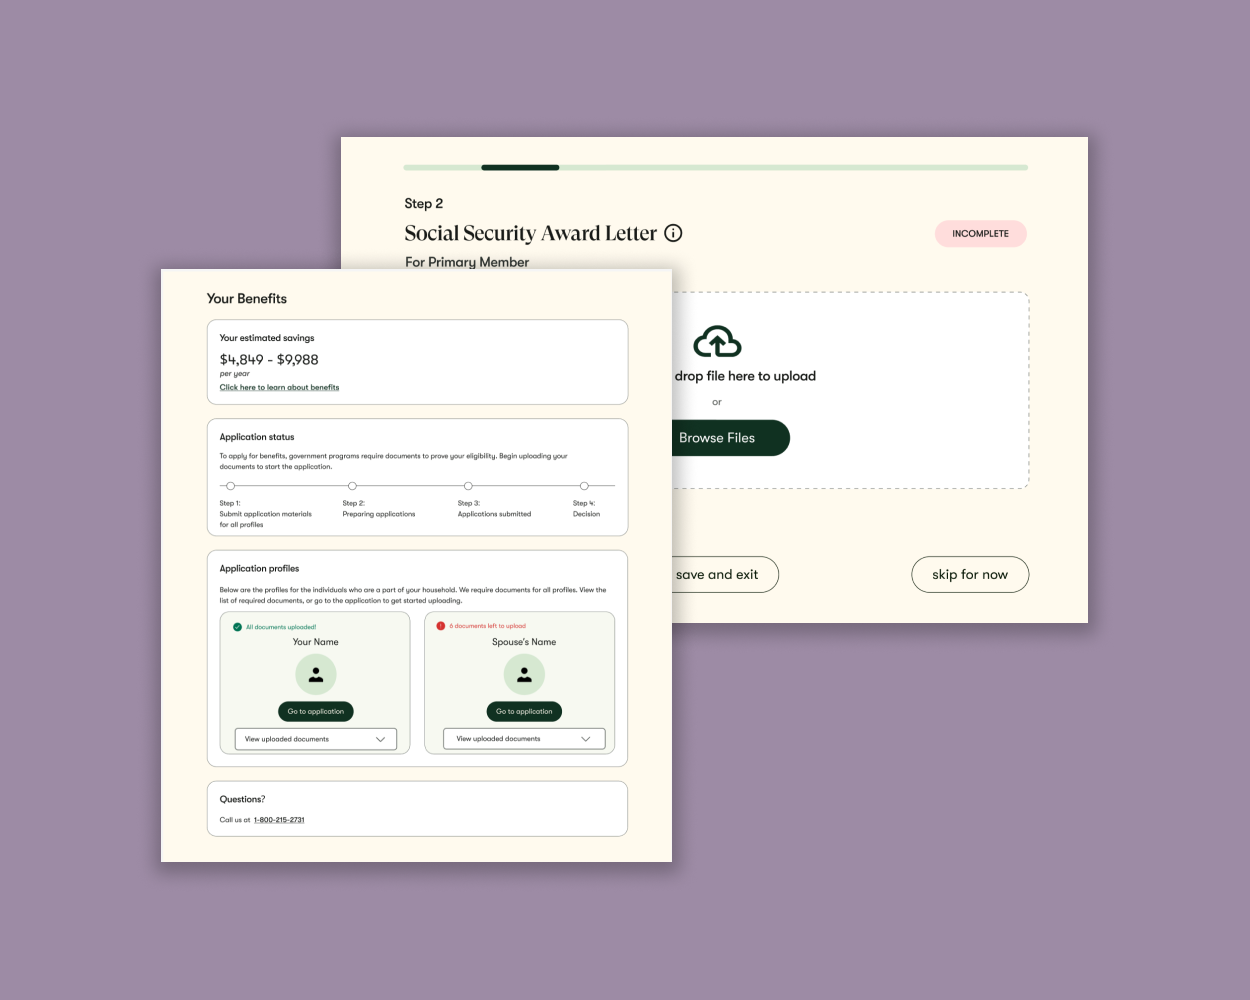 Step 2
Social Security Award Letter
INCOMPLETE
For Primary Member
drop file here to upload
or
Browse Files
save and exit
skip for now
Your Benefits
Your estimated savings
$4,849 - $9,988
per year
Click here to learn about benefits
Application status
To apply for benefits, government programs require documents to prove your eligibility. Begin uploading your
documents to start the application.
Step 1:
Submit application materials
for all profiles
Step 2:
Preparing applications
Step 3:
Applications submitted
Step 4:
Decision
Application profiles
Below are the profiles for the individuals who are a part of your household. We require documents for all profiles. View the
list of required documents, or go to the application to get started uploading.
All documents uploaded!
Your Name
Go to application
View uploaded documents
6 documents left to upload
Spouse's Name
Go to application
View uploaded documents
Questions?
Call us at 1-800-215-2731